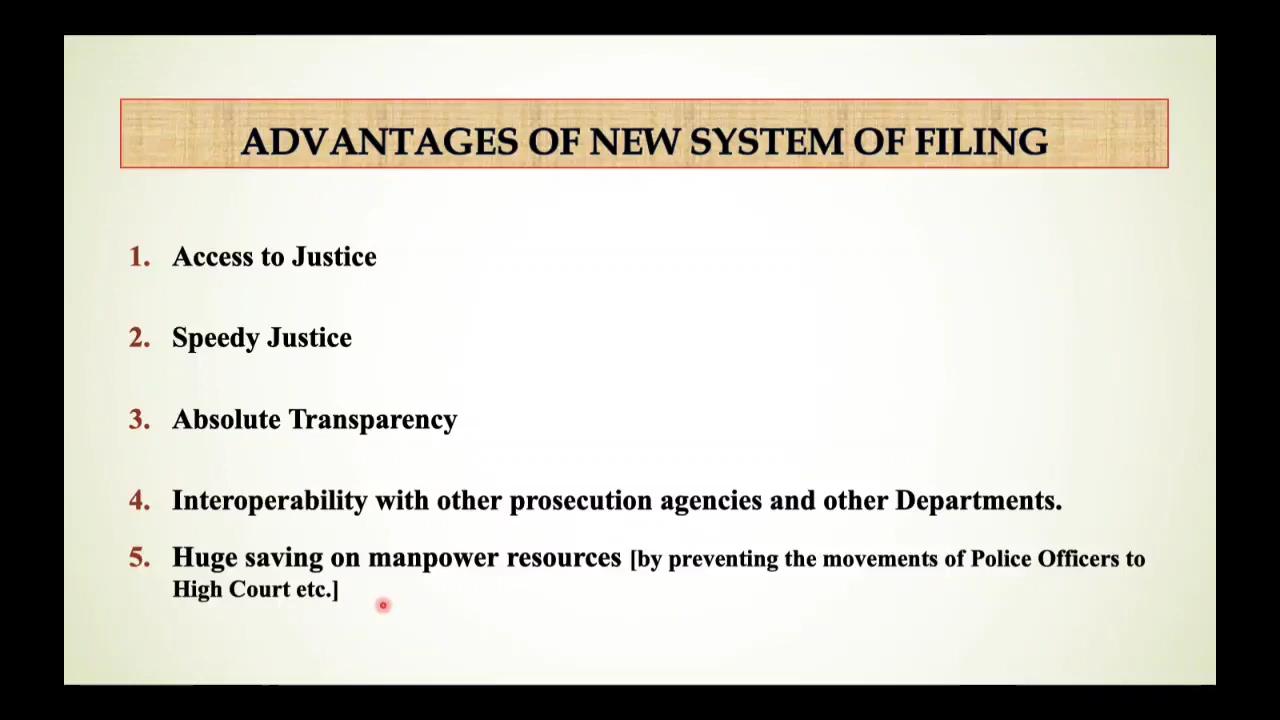 ADVANTAGES OF NEW SYSTEM OF FILING
1. Access to Justice
2. Speedy Justice
3. Absolute Transparency
4. Interoperability with other prosecution agencies and other Departments.
5. Huge saving on manpower resources [by preventing the movements of Police Officers to
High Court etc.]